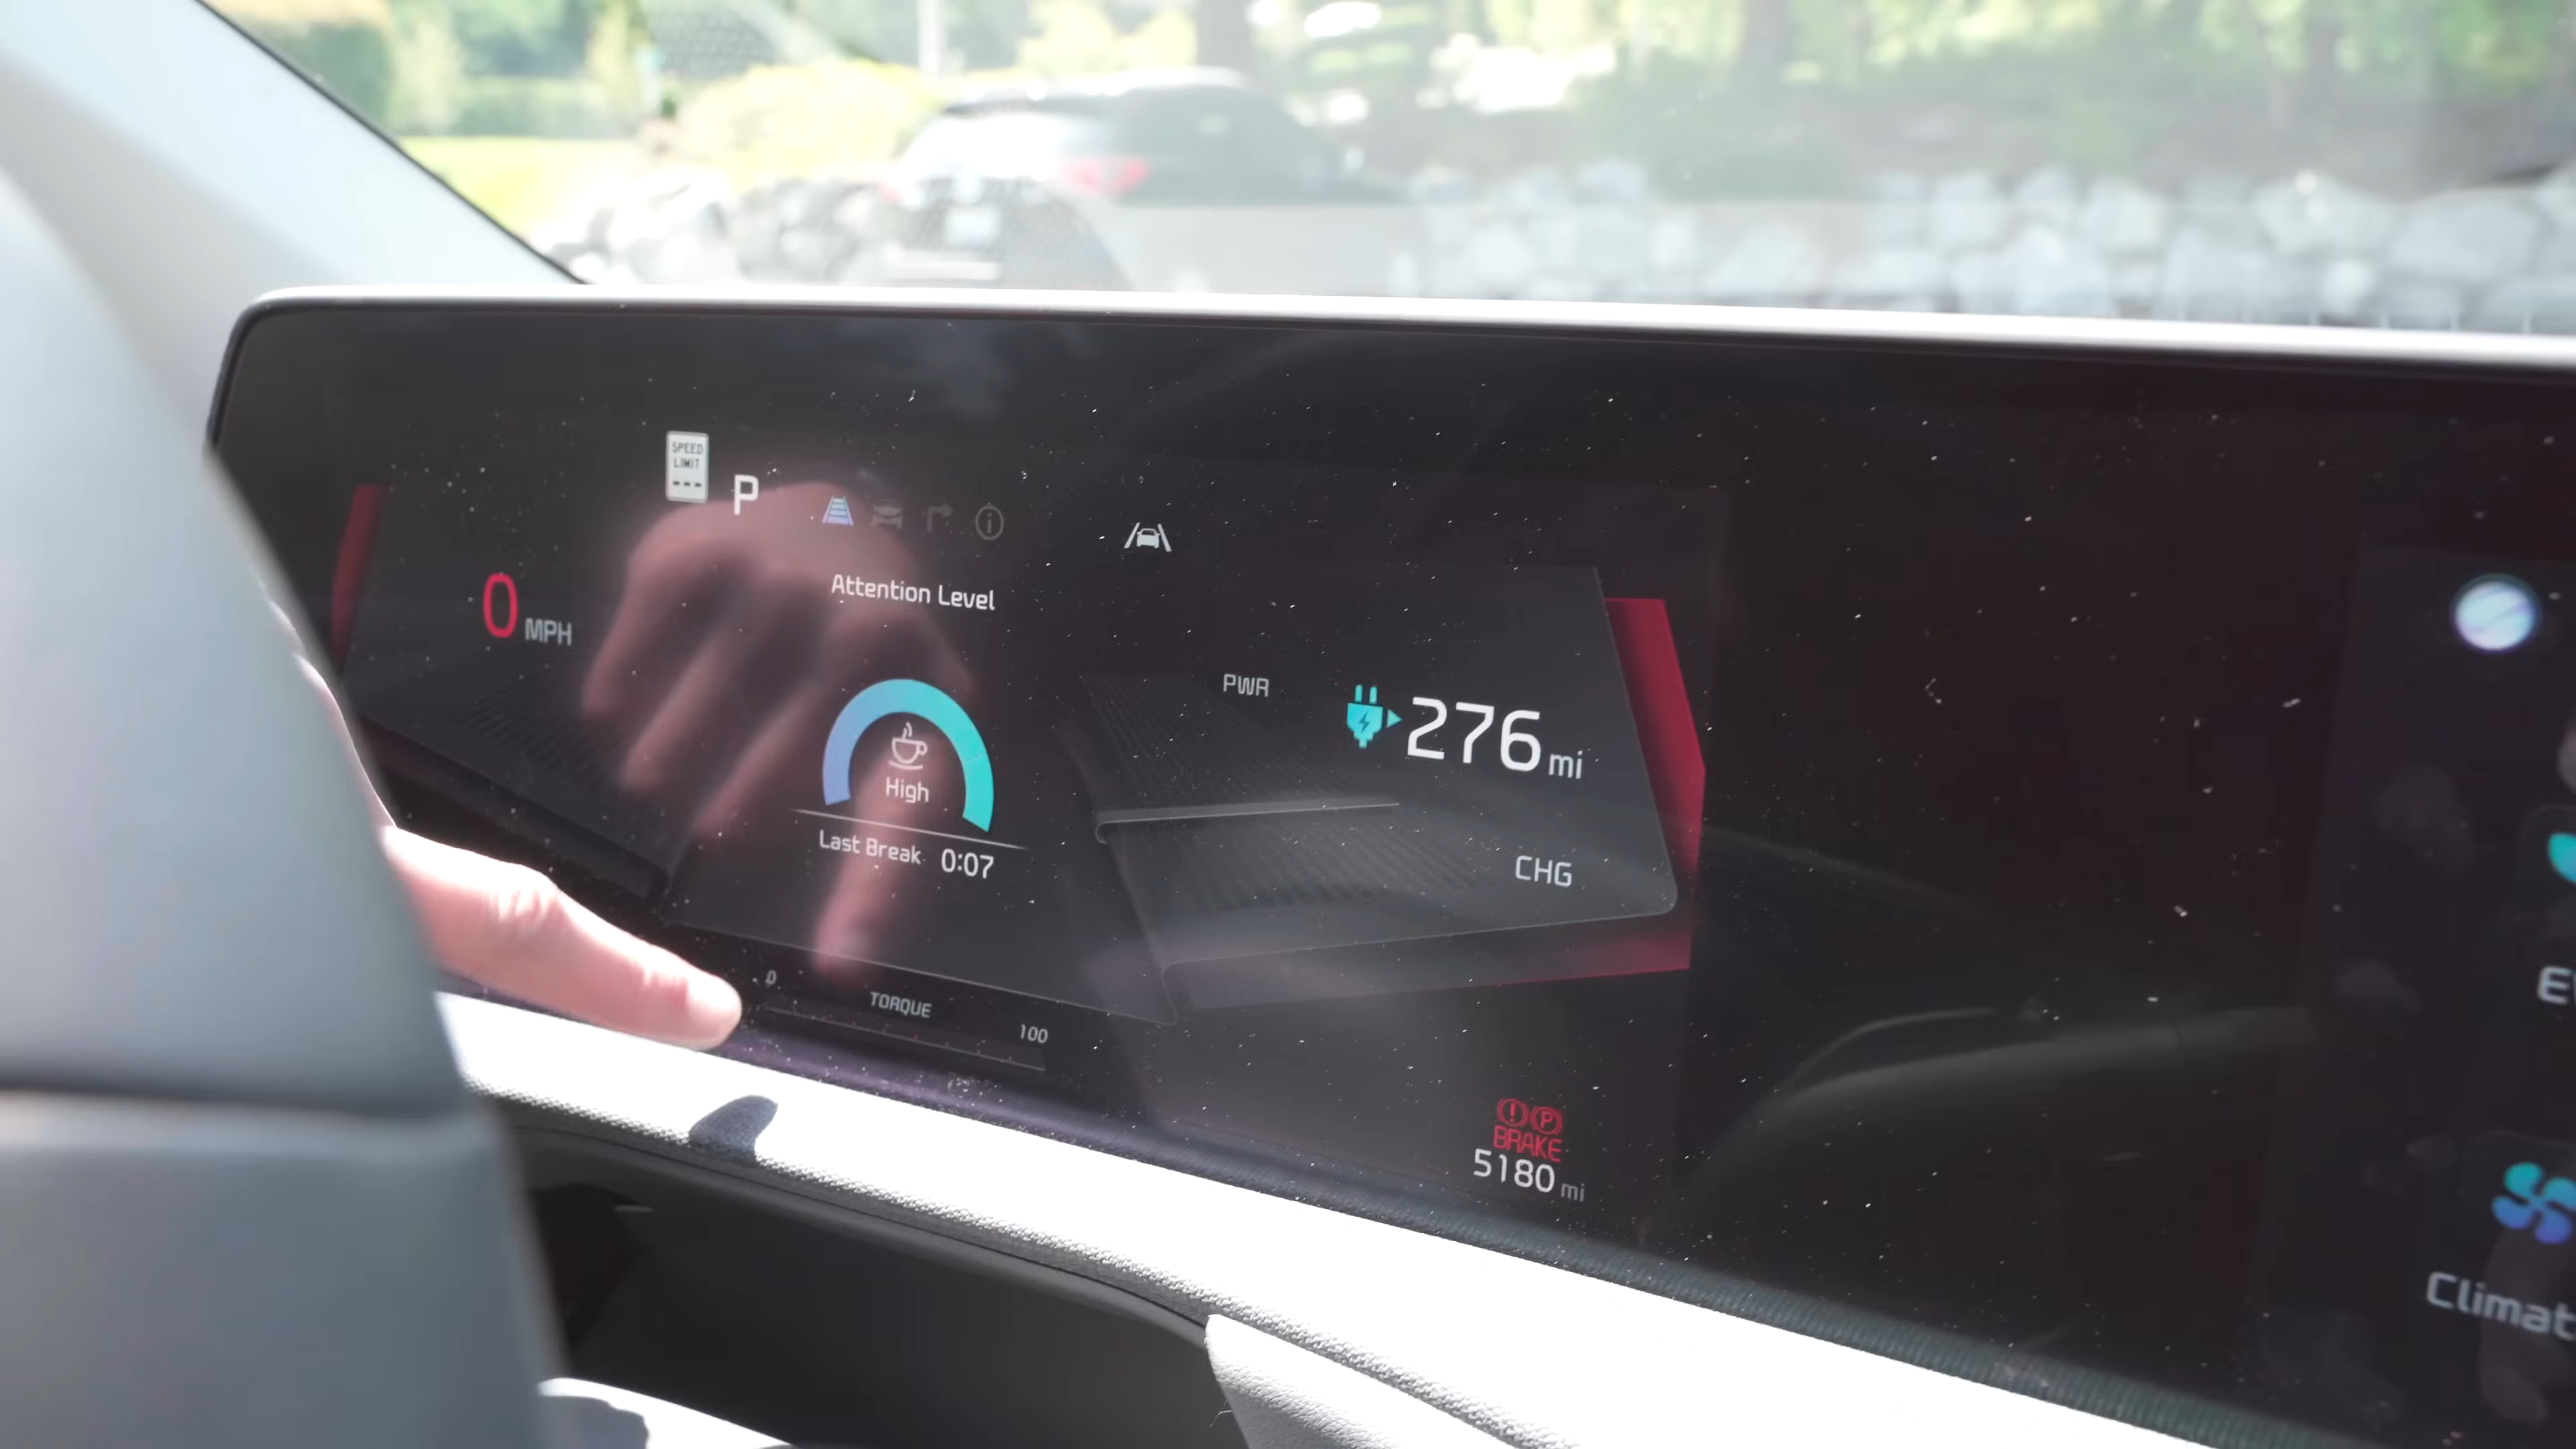 SPEED
LIMIT
---
P
0 MPH
Attention Level
High
Last Break 0:07
PWR
276 mi
CHG
0
TORQUE
100
BRAKE
5180 mi